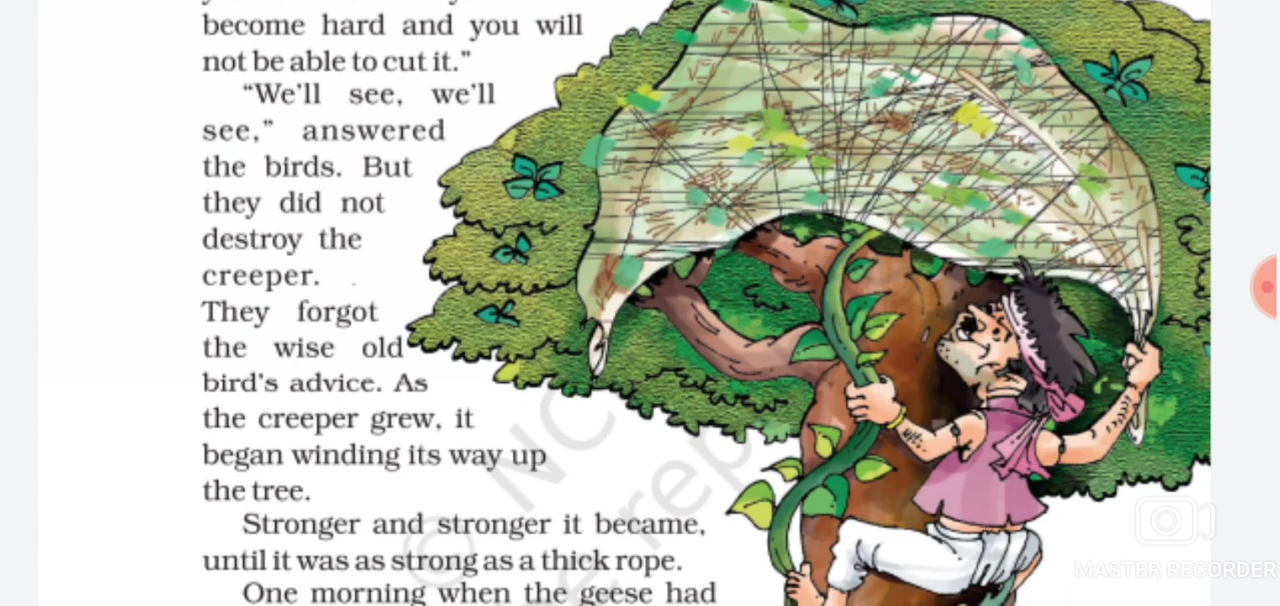 become hard and you will
not be able to cut it.”
“We’ll see, we’ll
see,” answered
the birds. But
they did not
destroy the
creeper.
They forgot
the wise old
bird’s advice. As
the creeper grew, it
began winding its way up
the tree.
Stronger and stronger it became,
until it was as strong as a thick rope.
One morning when the geese had
© NC
e rep
MASTER RECORDER